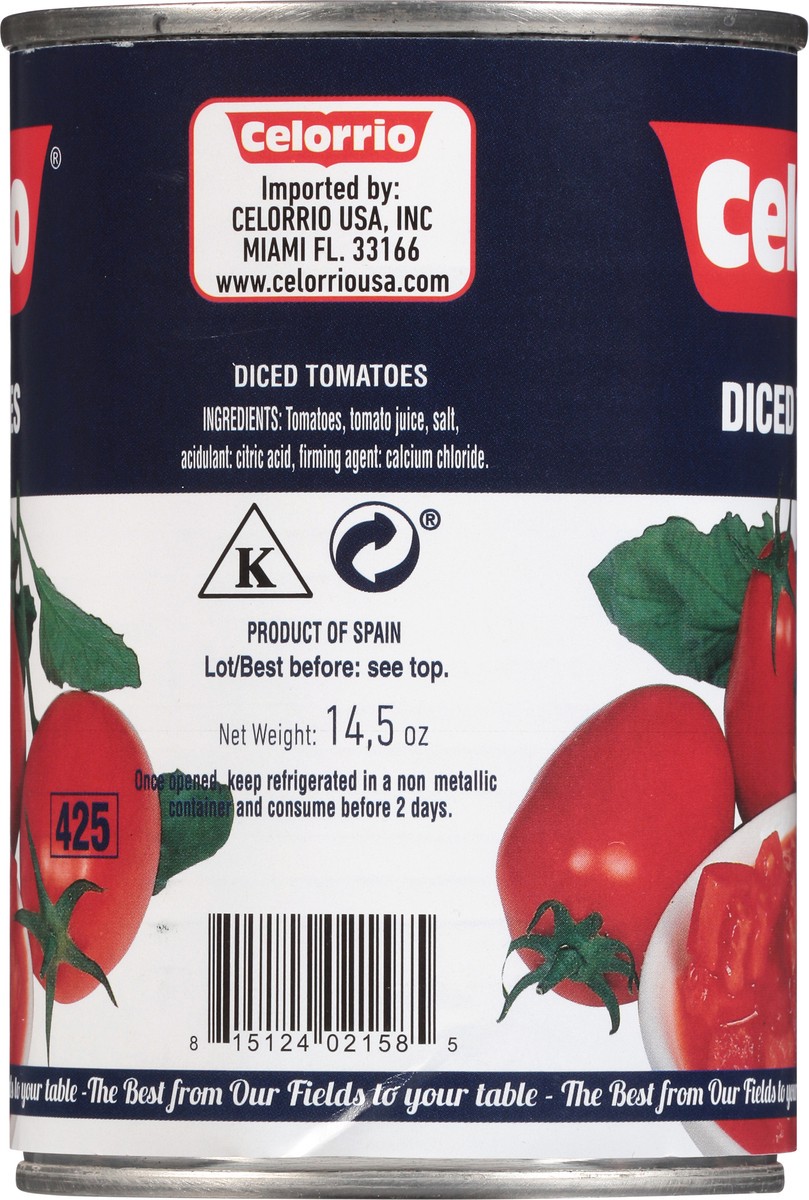 Celorrio
Imported by:
CELORRIO USA, INC
MIAMI FL. 33166
www.celorriousa.com
®
Cel
DICED TOMATOES
INGREDIENTS: Tomatoes, tomato juice, salt,
acidulant: citric acid, firming agent: calcium chloride.
DICED
K
®
PRODUCT OF SPAIN
Lot/Best before: see top.
Net Weight: 14,5 oz
Once opened, keep refrigerated in a non metallic
container and consume before 2 days.
425
8 15124 02158 5
to your table -The Best from Our Fields to your table - The Best from Our Fields to